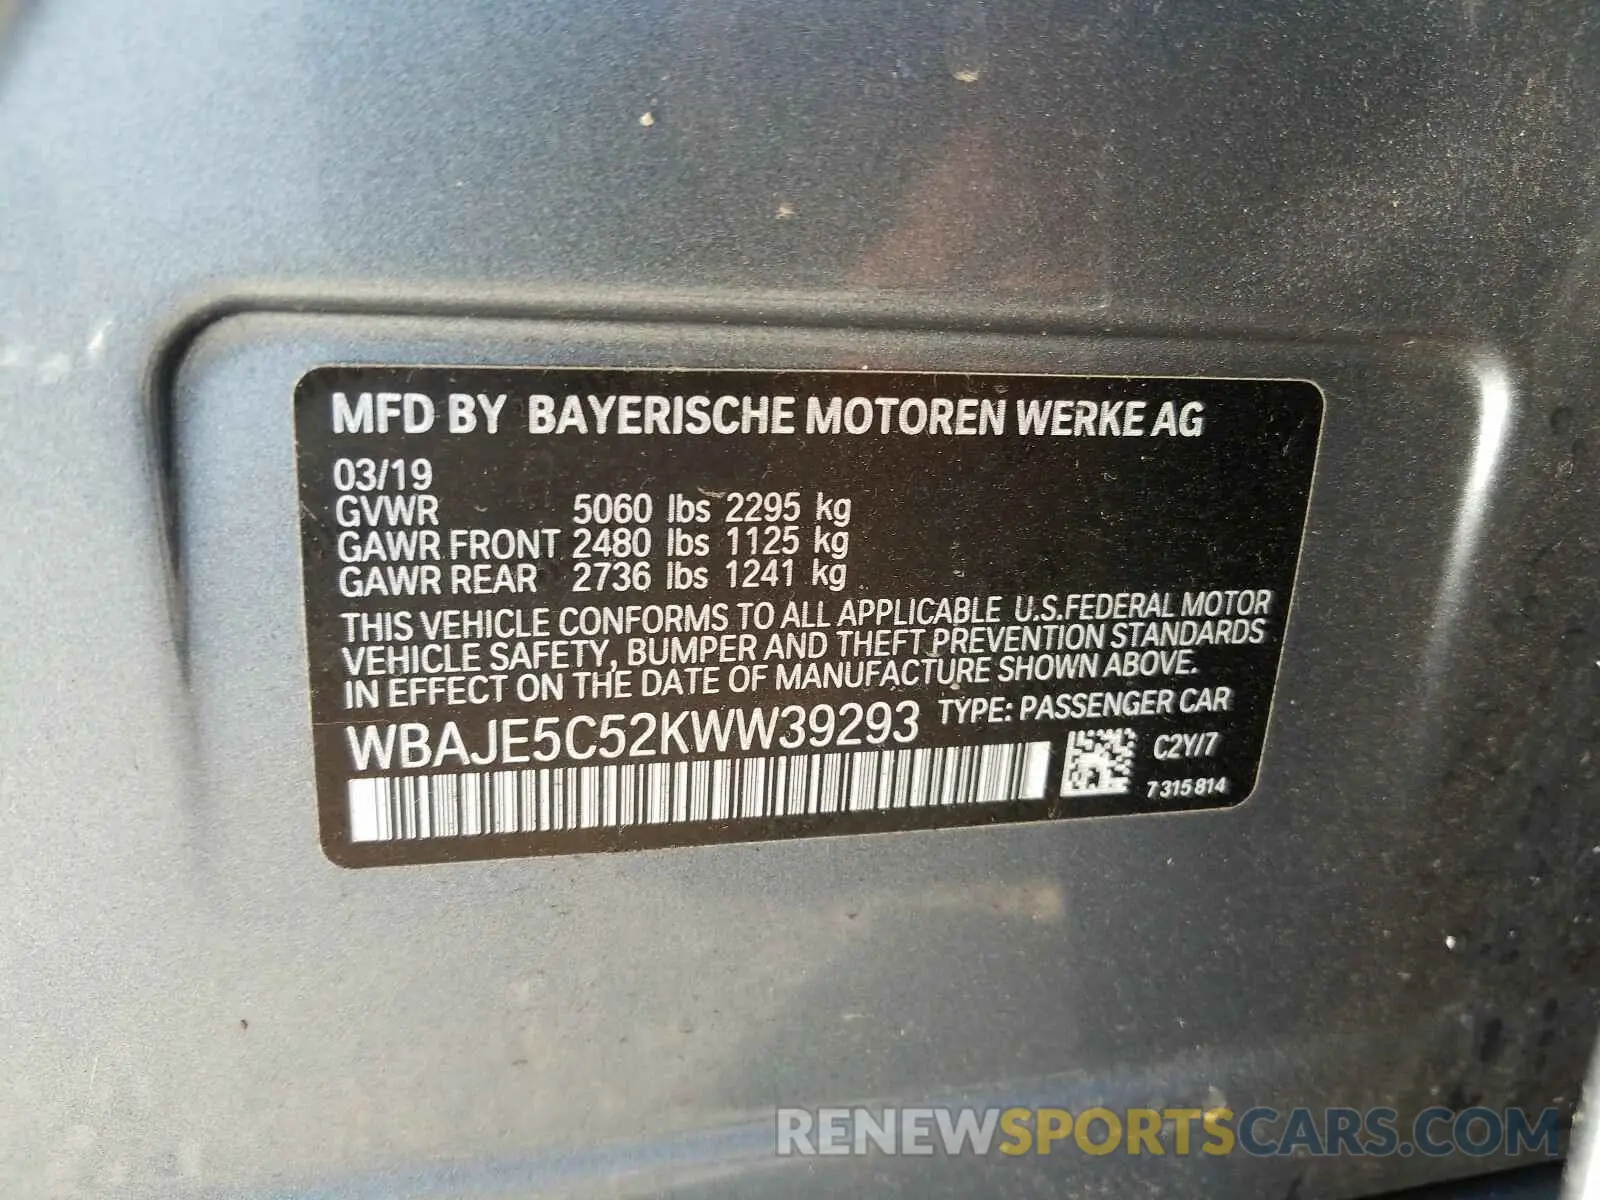 MFD BY BAYERISCHE MOTOREN WERKE AG
03/19
GVWR 5060 lbs 2295 kg
GAWR FRONT 2480 lbs 1125 kg
GAWR REAR 2736 lbs 1241 kg
THIS VEHICLE CONFORMS TO ALL APPLICABLE U.S.FEDERAL MOTOR
VEHICLE SAFETY, BUMPER AND THEFT PREVENTION STANDARDS
IN EFFECT ON THE DATE OF MANUFACTURE SHOWN ABOVE.
WBAJE5C52KWW39293 TYPE: PASSENGER CAR
C2Y/7
7 315 814
RENEWSPORTSCARS.COM